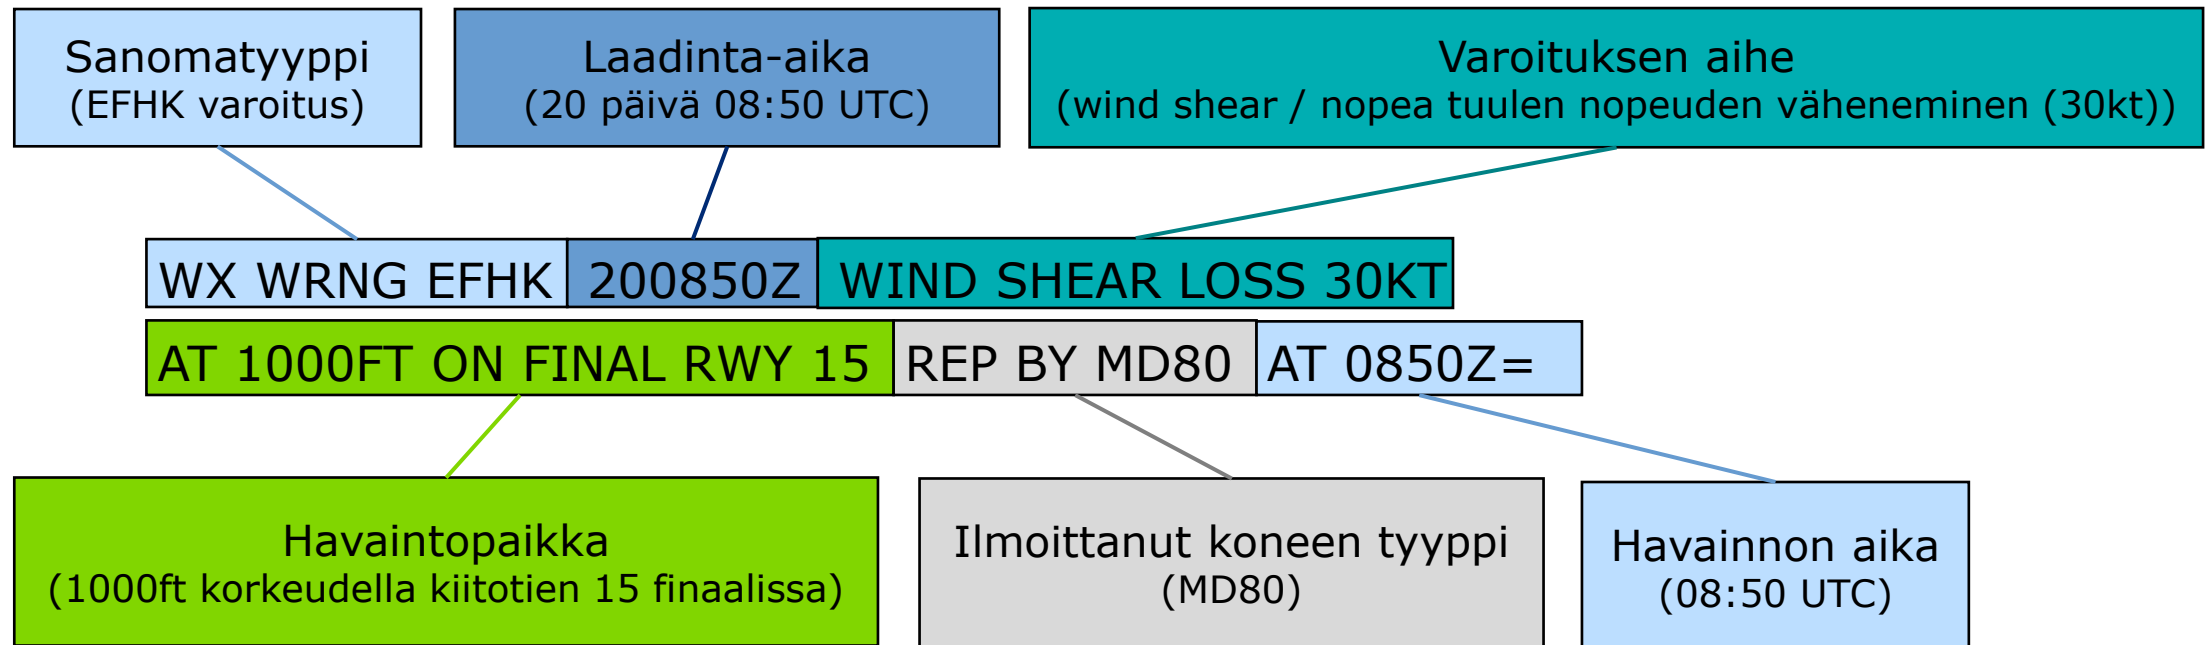 Sanomatyyppi
(EFHK varoitus)
Laadinta-aika
(20 päivä 08:50 UTC)
Varoituksen aihe
(wind shear / nopea tuulen nopeuden väheneminen (30kt))
WX WRNG EFHK 200850Z WIND SHEAR LOSS 30KT
AT 1000FT ON FINAL RWY 15 REP BY MD80 AT 0850Z=
Havaintopaikka
(1000ft korkeudella kiitotien 15 finaalissa)
Ilmoittanut koneen tyyppi
(MD80)
Havainnon aika
(08:50 UTC)